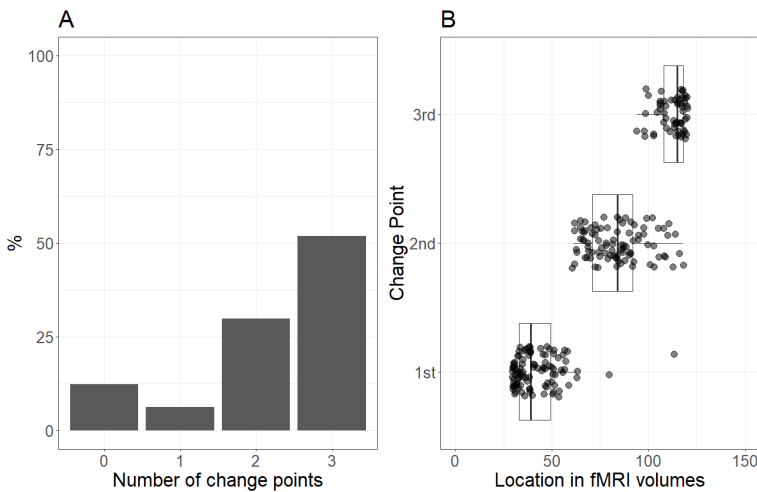 A
100
75
50
25
0
%
0 1 2 3
Number of change points
B
3rd
2nd
1st
Change Point
0 50 100 150
Location in fMRI volumes